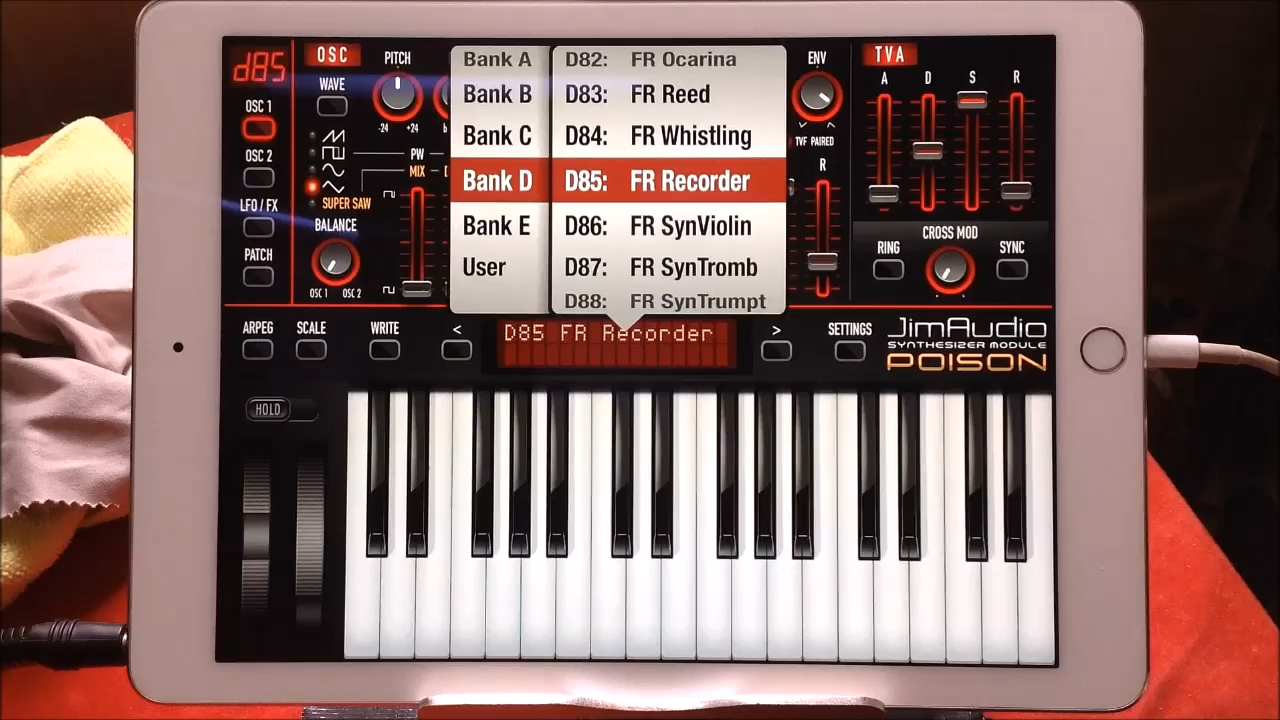 d85
OSC
OSC 1
OSC 2
LFO / FX
PATCH
WAVE
PITCH
-24 +24
PW
MIX
SUPER SAW
BALANCE
OSC 1 OSC 2
Bank A
Bank B
Bank C
Bank D
Bank E
User
D82: FR Ocarina
D83: FR Reed
D84: FR Whistling
D85: FR Recorder
D86: FR SynViolin
D87: FR SynTromb
D88: FR SynTrumpt
ENV
TVF PAIRED
R
TVA
A D S R
CROSS MOD
RING
SYNC
ARPEG
SCALE
WRITE
<
D85 FR Recorder
>
SETTINGS
JimAudio
SYNTHESIZER MODULE
POISON
HOLD